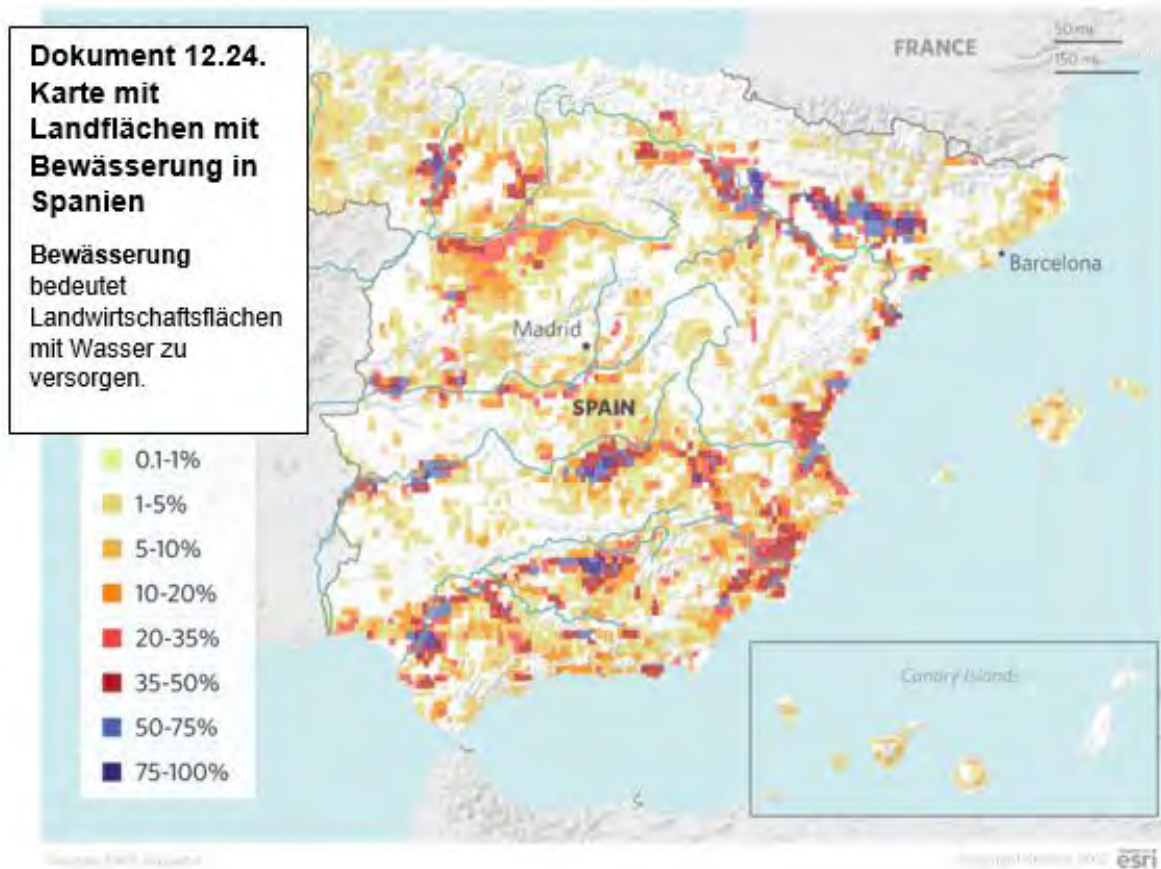 Dokument 12.24.
Karte mit
Landflächen mit
Bewässerung in
Spanien
Bewässerung
bedeutet
Landwirtschaftsflächen
mit Wasser zu
versorgen.
FRANCE
50 mi
Barcelona
Madrid
SPAIN
0.1-1%
1-5%
5-10%
10-20%
20-35%
35-50%
50-75%
75-100%
Canary Islands
esri